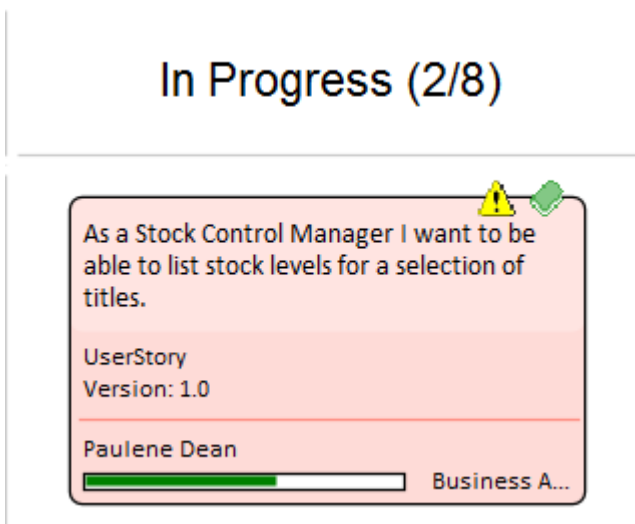 In Progress (2/8)
As a Stock Control Manager I want to be
able to list stock levels for a selection of
titles.
UserStory
Version: 1.0
Paulene Dean
Business A...